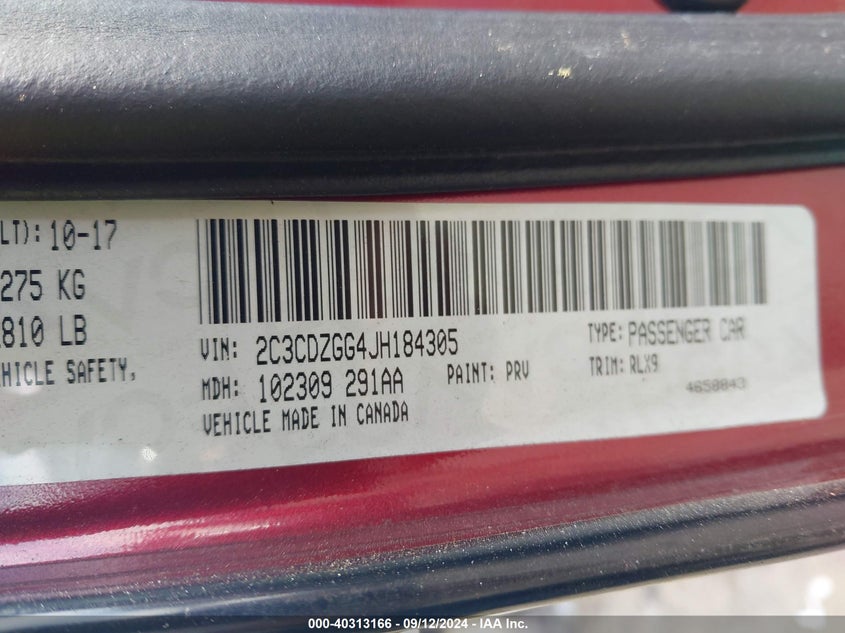 LT): 10-17
275 KG
810 LB
HICLE SAFETY,
VIN: 2C3CDZGG4JH184305
TYPE: PASSENGER CAR
MDH: 102309 291AA
PAINT: PRV
TRIM: RLX9
VEHICLE MADE IN CANADA
4650843
000-40313166 - 09/12/2024 - IAA Inc.